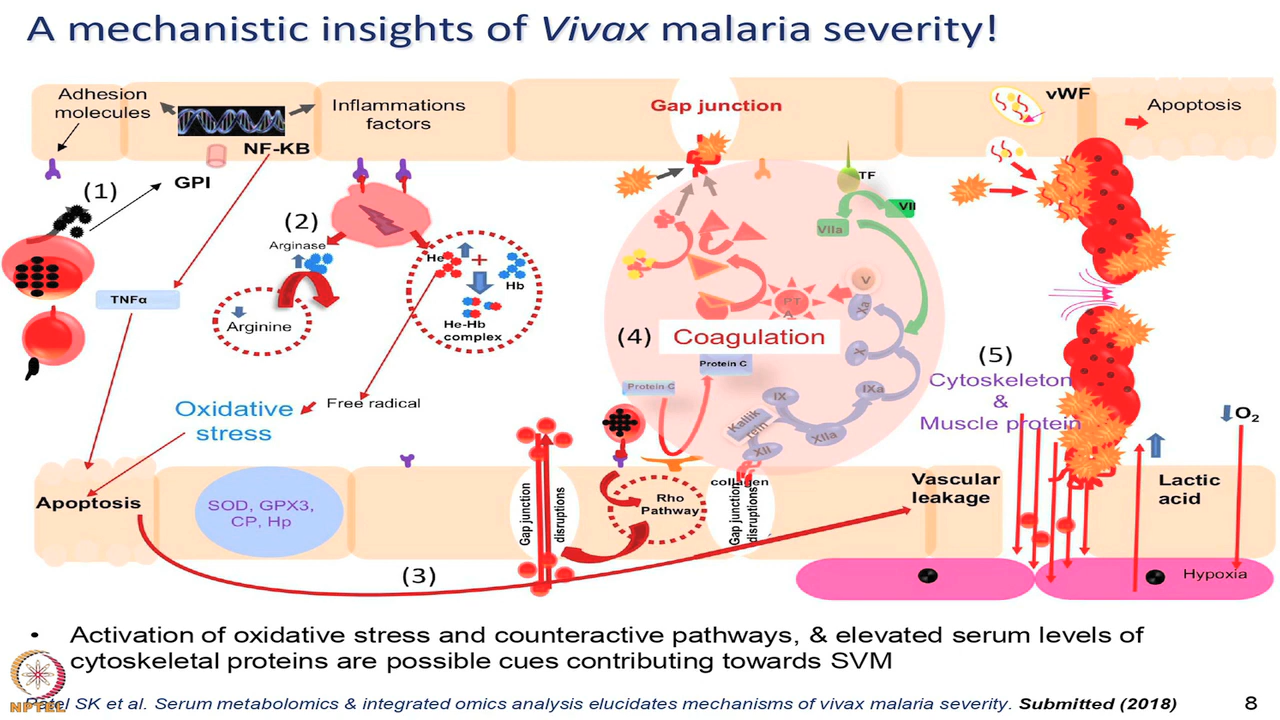 A mechanistic insights of Vivax malaria severity!
Adhesion
molecules
NF-KB
Inflammations
factors
Gap junction
vWF
Apoptosis
(1)
GPI
(2)
Arginase
Arginine
He
+
Hb
He-Hb
complex
TNFα
TF
VII
VIIa
V
Xa
X
IXa
IX
XIIa
XII
Kallik
rein
PT
A
(4)
Coagulation
Protein C
Protein C
collagen
(5)
Cytoskeleton
&
Muscle protein
O2
Free radical
Oxidative
stress
Apoptosis
SOD, GPX3,
CP, Hp
Gap junction
disruptions
Rho
Pathway
Gap junction
disruptions
Vascular
leakage
Lactic
acid
Hypoxia
(3)
• Activation of oxidative stress and counteractive pathways, & elevated serum levels of
cytoskeletal proteins are possible cues contributing towards SVM
NPTEL
Patel SK et al. Serum metabolomics & integrated omics analysis elucidates mechanisms of vivax malaria severity. Submitted (2018)
8